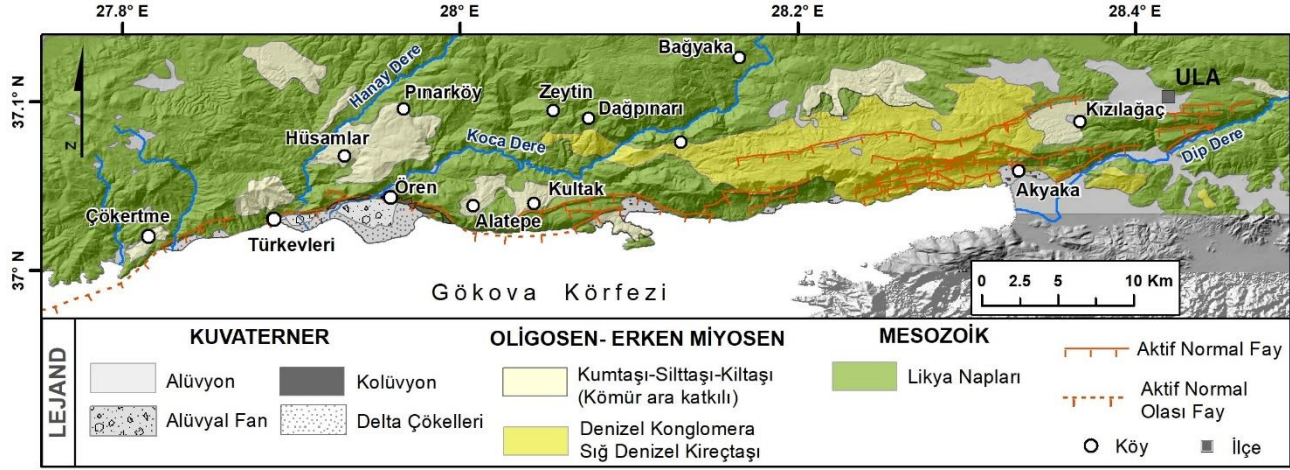 27.8° E
28° E
28.2° E
28.4° E
37.1° N
37° N
37.1° N
37° N
Z
Bağyaka
Hanay Dere
Pınarköy
Zeytin
Dağpınarı
ULA
Kızılağaç
Hüsamlar
Koca Dere
Dip Dere
Ören
Kultak
Akyaka
Çökertme
Alatepe
Türkevleri
Gökova Körfezi
0 2.5 5 10 Km
LEJAND
KUVATERNER
Alüvyon
Kolüvyon
Alüvyal Fan
Delta Çökelleri
OLİGOSEN- ERKEN MİYOSEN
Kumtaşı-Silttaşı-Kiltaşı
(Kömür ara katkılı)
Denizel Konglomera
Sığ Denizel Kireçtaşı
MESOZOİK
Likya Napları
Aktif Normal Fay
Aktif Normal
Olası Fay
Köy
İlçe